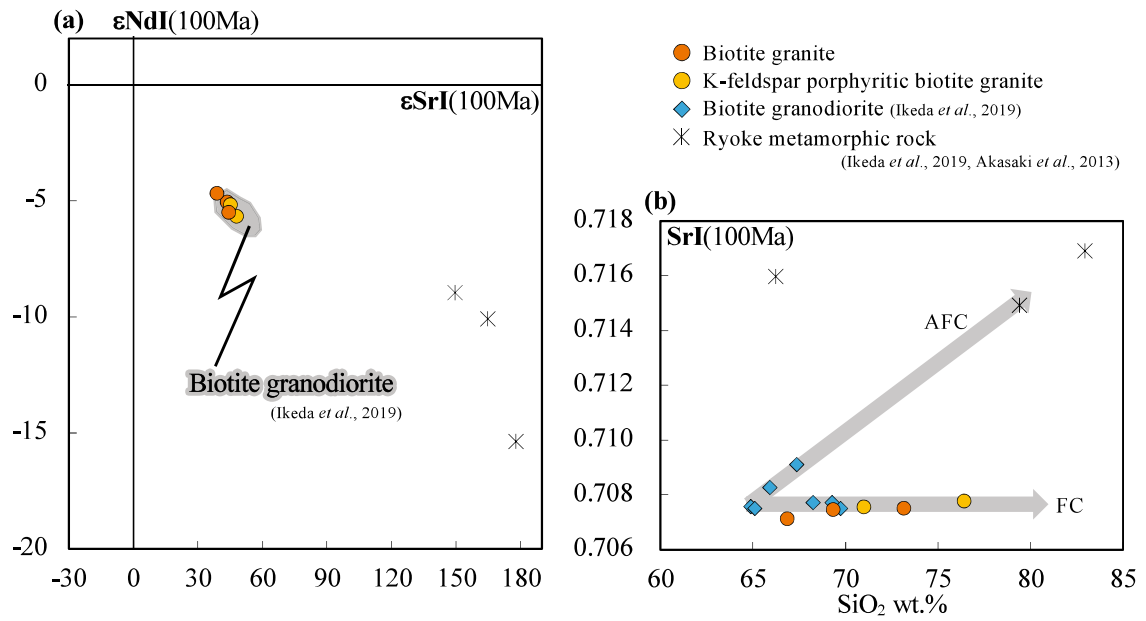 (a)
εNdI(100Ma)
0
-5
-10
-15
-20
εSrI(100Ma)
Biotite granodiorite
(Ikeda et al., 2019)
-30
0
30
60
90
120
150
180
Biotite granite
K-feldspar porphyritic biotite granite
Biotite granodiorite (Ikeda et al., 2019)
Ryoke metamorphic rock
(Ikeda et al., 2019, Akasaki et al., 2013)
(b)
SrI(100Ma)
0.718
0.716
0.714
0.712
0.710
0.708
0.706
AFC
FC
60
65
70
75
80
85
SiO₂ wt.%